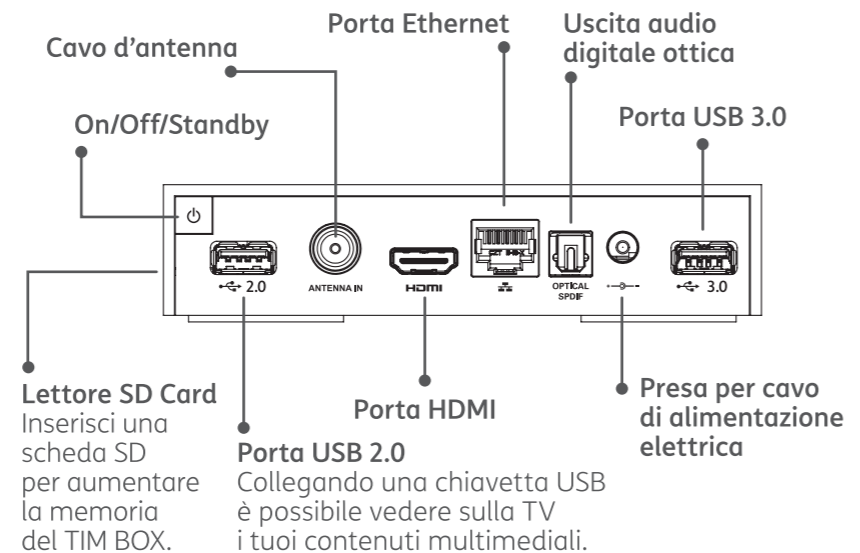 Porta Ethernet
Uscita audio
digitale ottica
Cavo d’antenna
Porta USB 3.0
On/Off/Standby
2.0
ANTENNA IN
HDMI
OPTICAL
SPDIF
3.0
Lettore SD Card
Inserisci una
scheda SD
per aumentare
la memoria
del TIM BOX.
Porta USB 2.0
Collegando una chiavetta USB
è possibile vedere sulla TV
i tuoi contenuti multimediali.
Porta HDMI
Presa per cavo
di alimentazione
elettrica